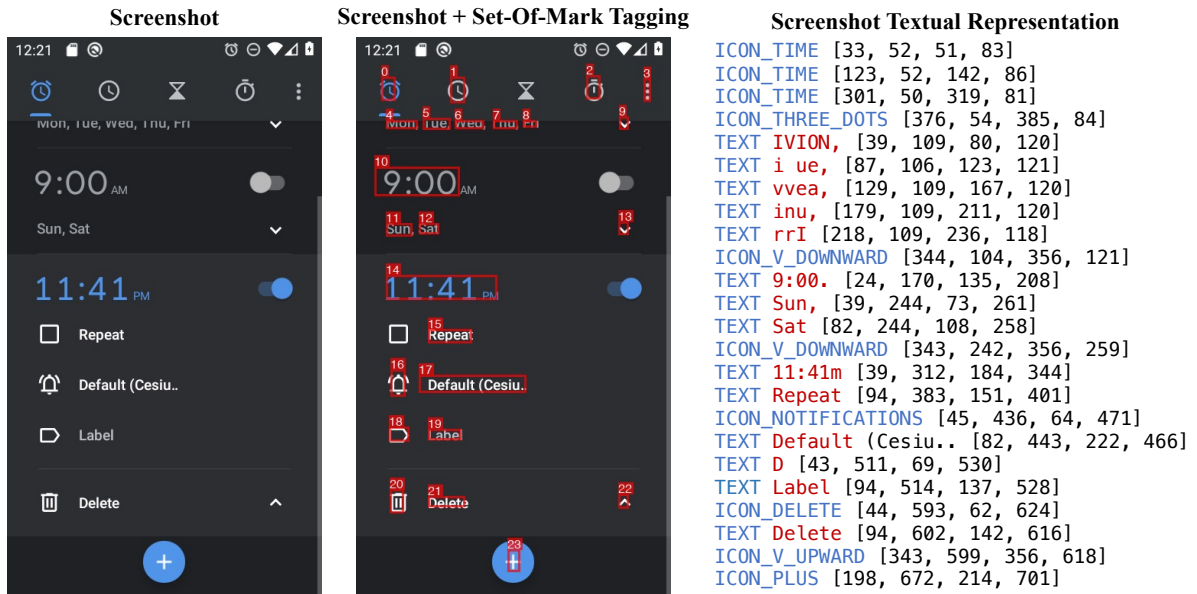 Screenshot
12:21
Mon, Tue, Wed, Thu, Fri
9:00 AM
Sun, Sat
11:41 PM
Repeat
Default (Cesiu..
Label
Delete
Screenshot + Set-Of-Mark Tagging
12:21
0 1 2 3
4 5 6 7 8 9
Mon, Tue, Wed, Thu, Fri
10
9:00 AM
11 12 13
Sun, Sat
14
11:41 PM
15
Repeat
16 17
Default (Cesiu..
18 19
Label
20 21 22
Delete
23
Screenshot Textual Representation
ICON_TIME [33, 52, 51, 83]
ICON_TIME [123, 52, 142, 86]
ICON_TIME [301, 50, 319, 81]
ICON_THREE_DOTS [376, 54, 385, 84]
TEXT IVION, [39, 109, 80, 120]
TEXT i ue, [87, 106, 123, 121]
TEXT vvea, [129, 109, 167, 120]
TEXT inu, [179, 109, 211, 120]
TEXT rrI [218, 109, 236, 118]
ICON_V_DOWNWARD [344, 104, 356, 121]
TEXT 9:00. [24, 170, 135, 208]
TEXT Sun, [39, 244, 73, 261]
TEXT Sat [82, 244, 108, 258]
ICON_V_DOWNWARD [343, 242, 356, 259]
TEXT 11:41m [39, 312, 184, 344]
TEXT Repeat [94, 383, 151, 401]
ICON_NOTIFICATIONS [45, 436, 64, 471]
TEXT Default (Cesiu.. [82, 443, 222, 466]
TEXT D [43, 511, 69, 530]
TEXT Label [94, 514, 137, 528]
ICON_DELETE [44, 593, 62, 624]
TEXT Delete [94, 602, 142, 616]
ICON_V_UPWARD [343, 599, 356, 618]
ICON_PLUS [198, 672, 214, 701]